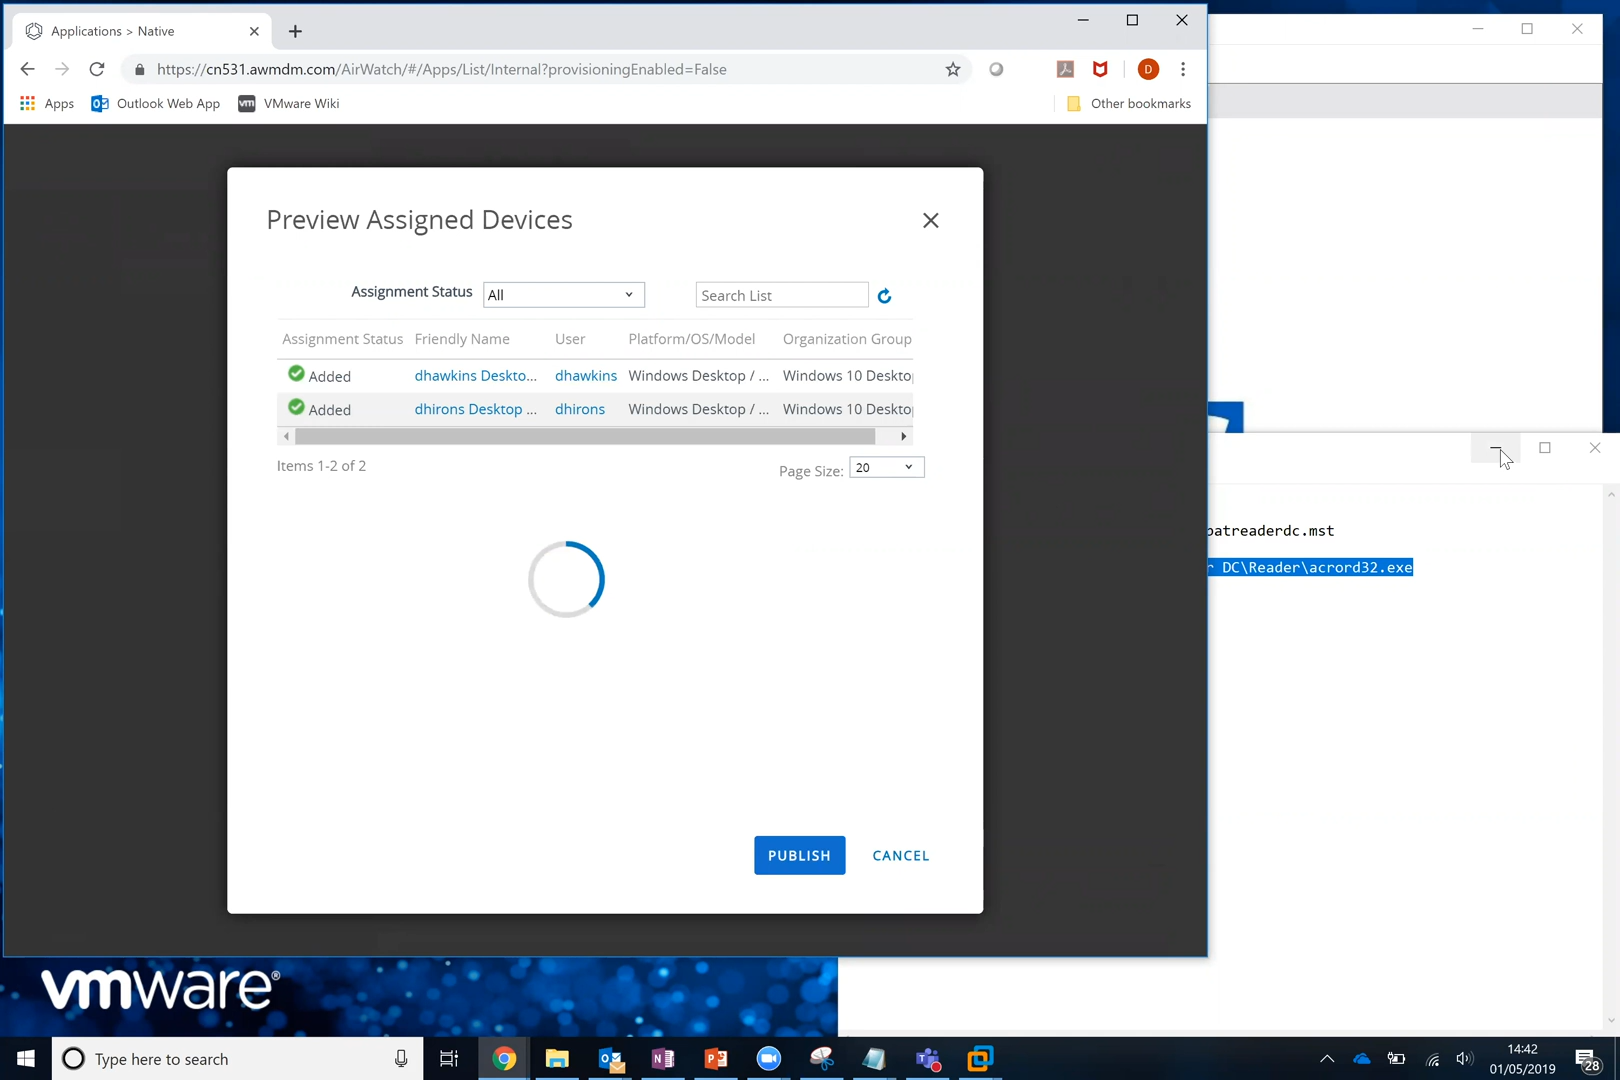 Applications > Native
https://cn531.awmdm.com/AirWatch/#/Apps/List/Internal?provisioningEnabled=False
D
Apps
Outlook Web App
vm
VMware Wiki
Other bookmarks
Preview Assigned Devices
Assignment Status
All
Search List
Assignment Status Friendly Name User Platform/OS/Model Organization Group
Added dhawkins Deskto... dhawkins Windows Desktop / ... Windows 10 Desktop
Added dhirons Desktop ... dhirons Windows Desktop / ... Windows 10 Desktop
Items 1-2 of 2
Page Size: 20
PUBLISH
CANCEL
batreaderdc.mst
r DC\Reader\acrord32.exe
vmware®
Type here to search
14:42
01/05/2019
28